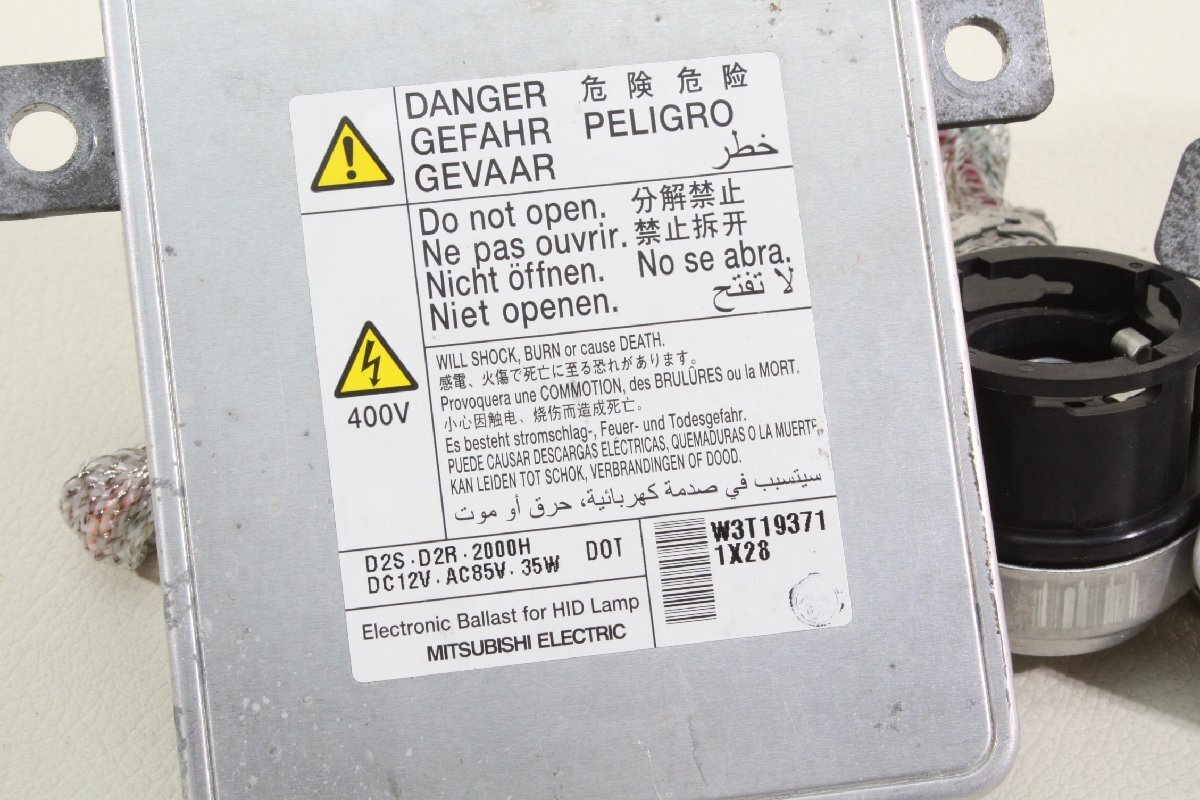 DANGER 危 険 危 险
GEFAHR PELIGRO
GEVAAR خطر
Do not open. 分解禁止
Ne pas ouvrir. 禁止拆开
Nicht öffnen. No se abra.
Niet openen. لا تفتح
400V
WILL SHOCK, BURN or cause DEATH.
感電、火傷で死亡に至る恐れがあります。
Provoquera une COMMOTION, des BRULÛRES ou la MORT.
小心因触电、烧伤而造成死亡。
Es besteht stromschlag-, Feuer- und Todesgefahr.
PUEDE CAUSAR DESCARGAS ELÉCTRICAS, QUEMADURAS O LA MUERTE.
KAN LEIDEN TOT SCHOK, VERBRANDINGEN OF DOOD.
سيتسبب في صدمة كهربائية، حرق أو موت
D2S·D2R·2000H DOT
DC12V·AC85V·35W
W3T19371
1X28
Electronic Ballast for HID Lamp
MITSUBISHI ELECTRIC